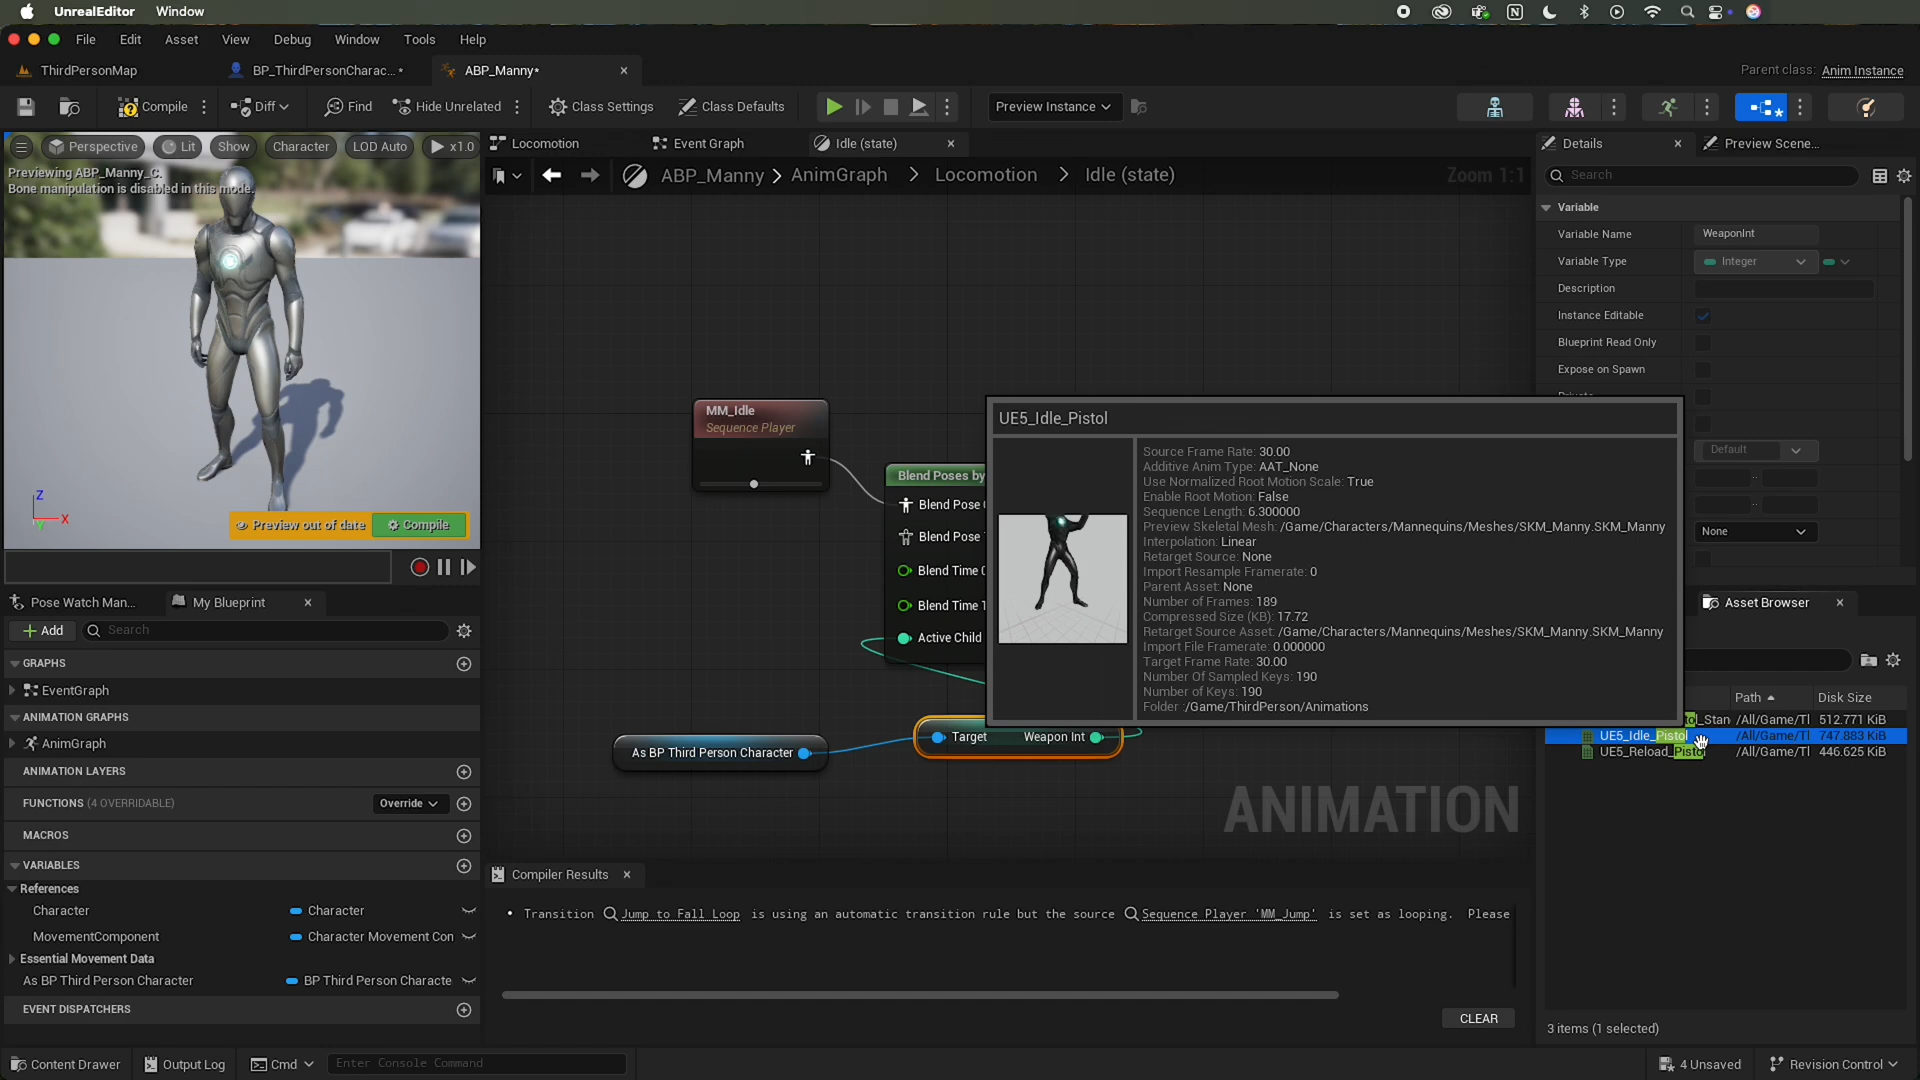 UnrealEditor Window
File Edit Asset View Debug Window Tools Help
ThirdPersonMap BP_ThirdPersonCharac...* ABP_Manny* Parent class: Anim Instance
Compile Diff Find Hide Unrelated Class Settings Class Defaults Preview Instance
Perspective Lit Show Character LOD Auto x1.0
Previewing ABP_Manny_C.
Bone manipulation is disabled in this mode.
Z
X
Y
Preview out of date Compile
Locomotion Event Graph Idle (state)
ABP_Manny > AnimGraph > Locomotion > Idle (state) Zoom 1:1
MM_Idle
Sequence Player
Blend Poses by
Blend Pose
Blend Pose
Blend Time
Blend Time 1
Active Child
As BP Third Person Character
Target Weapon Int
ANIMATION
UE5_Idle_Pistol
Source Frame Rate: 30.00
Additive Anim Type: AAT_None
Use Normalized Root Motion Scale: True
Enable Root Motion: False
Sequence Length: 6.300000
Preview Skeletal Mesh: /Game/Characters/Mannequins/Meshes/SKM_Manny.SKM_Manny
Interpolation: Linear
Retarget Source: None
Import Resample Framerate: 0
Parent Asset: None
Number of Frames: 189
Compressed Size (KB): 17.72
Retarget Source Asset: /Game/Characters/Mannequins/Meshes/SKM_Manny.SKM_Manny
Import File Framerate: 0.000000
Target Frame Rate: 30.00
Number Of Sampled Keys: 190
Number of Keys: 190
Folder :/Game/ThirdPerson/Animations
Details Preview Scene...
Search
Variable
Variable Name WeaponInt
Variable Type Integer
Description
Instance Editable
Blueprint Read Only
Expose on Spawn
Default
None
Asset Browser
Path Disk Size
ol_Stan /All/Game/Tl 512.771 KiB
UE5_Idle_Pistol /All/Game/Tl 747.883 KiB
UE5_Reload_Pistol /All/Game/Tl 446.625 KiB
3 items (1 selected)
Pose Watch Man... My Blueprint
Add Search
GRAPHS
EventGraph
ANIMATION GRAPHS
AnimGraph
ANIMATION LAYERS
FUNCTIONS (4 OVERRIDABLE) Override
MACROS
VARIABLES
References
Character Character
MovementComponent Character Movement Con
Essential Movement Data
As BP Third Person Character BP Third Person Characte
EVENT DISPATCHERS
Compiler Results
• Transition Jump to Fall Loop is using an automatic transition rule but the source Sequence Player 'MM_Jump' is set as looping. Please
CLEAR
Content Drawer Output Log Cmd Enter Console Command 4 Unsaved Revision Control